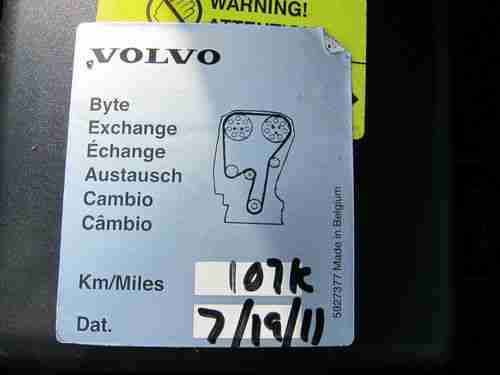 WARNING!
ATTENTION
VOLVO
Byte
Exchange
Échange
Austausch
Cambio
Câmbio
Km/Miles 107K
Dat. 7/19/11
5927377 Made in Belgium